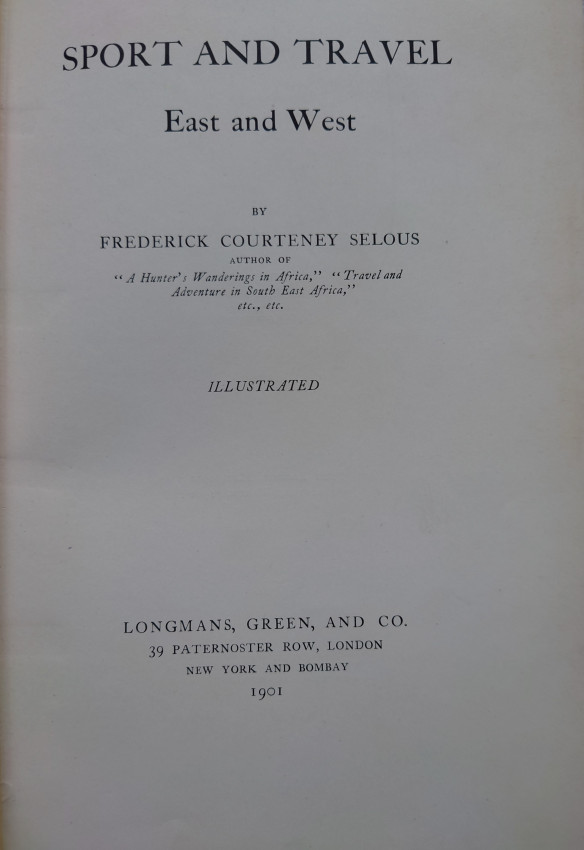 SPORT AND TRAVEL
East and West
BY
FREDERICK COURTENEY SELOUS
AUTHOR OF
“A Hunter's Wanderings in Africa,” “Travel and
Adventure in South East Africa,”
etc., etc.
ILLUSTRATED
LONGMANS, GREEN, AND CO.
39 PATERNOSTER ROW, LONDON
NEW YORK AND BOMBAY
1901